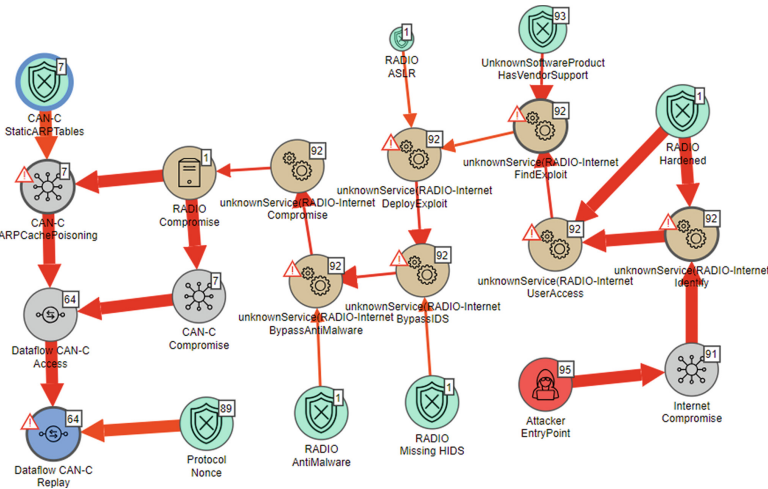 7
CAN-C
StaticARPTables
1
RADIO
ASLR
93
UnknownSoftwareProduct
HasVendorSupport
1
RADIO
Hardened
7
CAN-C
ARPCachePoisoning
1
RADIO
Compromise
92
unknownService(RADIO-Internet
Compromise
92
unknownService(RADIO-Internet
DeployExploit
92
unknownService(RADIO-Internet
FindExploit
92
unknownService(RADIO-Internet
UserAccess
92
unknownService(RADIO-Internet
Identify
64
Dataflow CAN-C
Access
7
CAN-C
Compromise
92
unknownService(RADIO-Internet
BypassAntiMalware
92
unknownService(RADIO-Internet
BypassIDS
64
Dataflow CAN-C
Replay
89
Protocol
Nonce
1
RADIO
AntiMalware
1
RADIO
Missing HIDS
95
Attacker
EntryPoint
91
Internet
Compromise